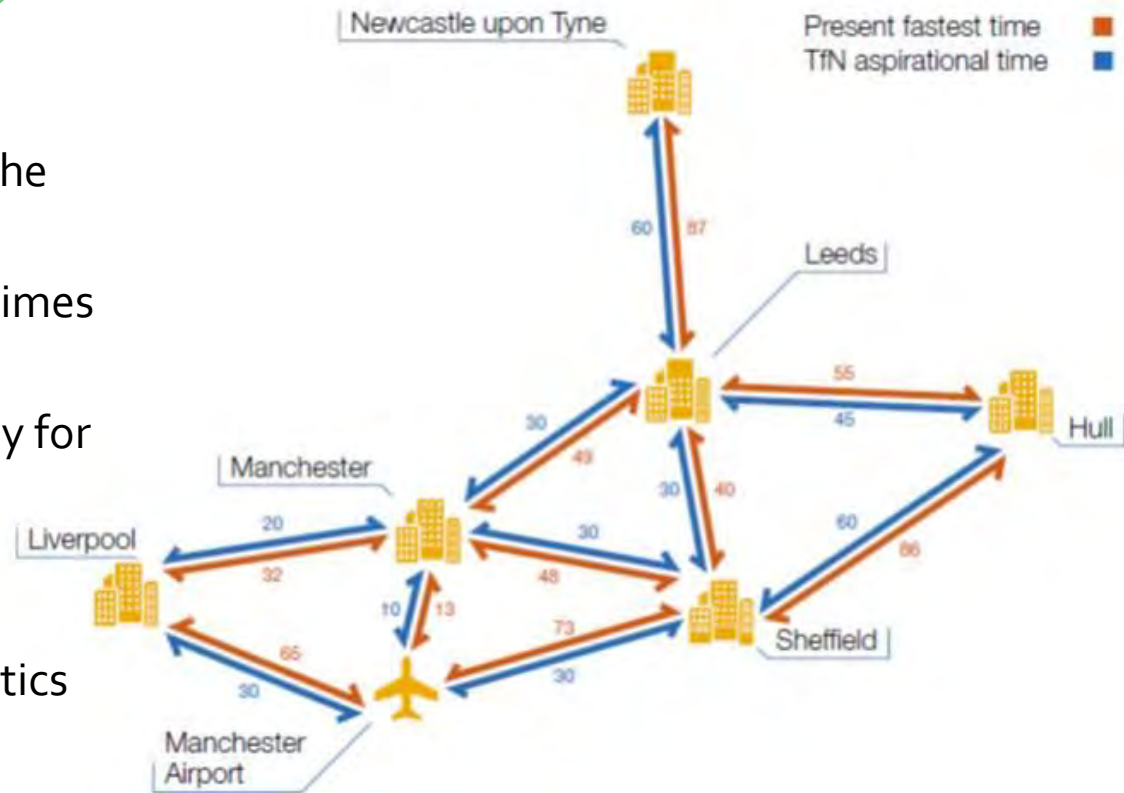 Newcastle upon Tyne
Present fastest time
TfN aspirational time
he
60
87
imes
Leeds
55
45
y for
30
49
Hull
Manchester
30
40
20
30
60
86
Liverpool
32
48
10
13
73
Sheffield
65
30
30
tics
Manchester
Airport